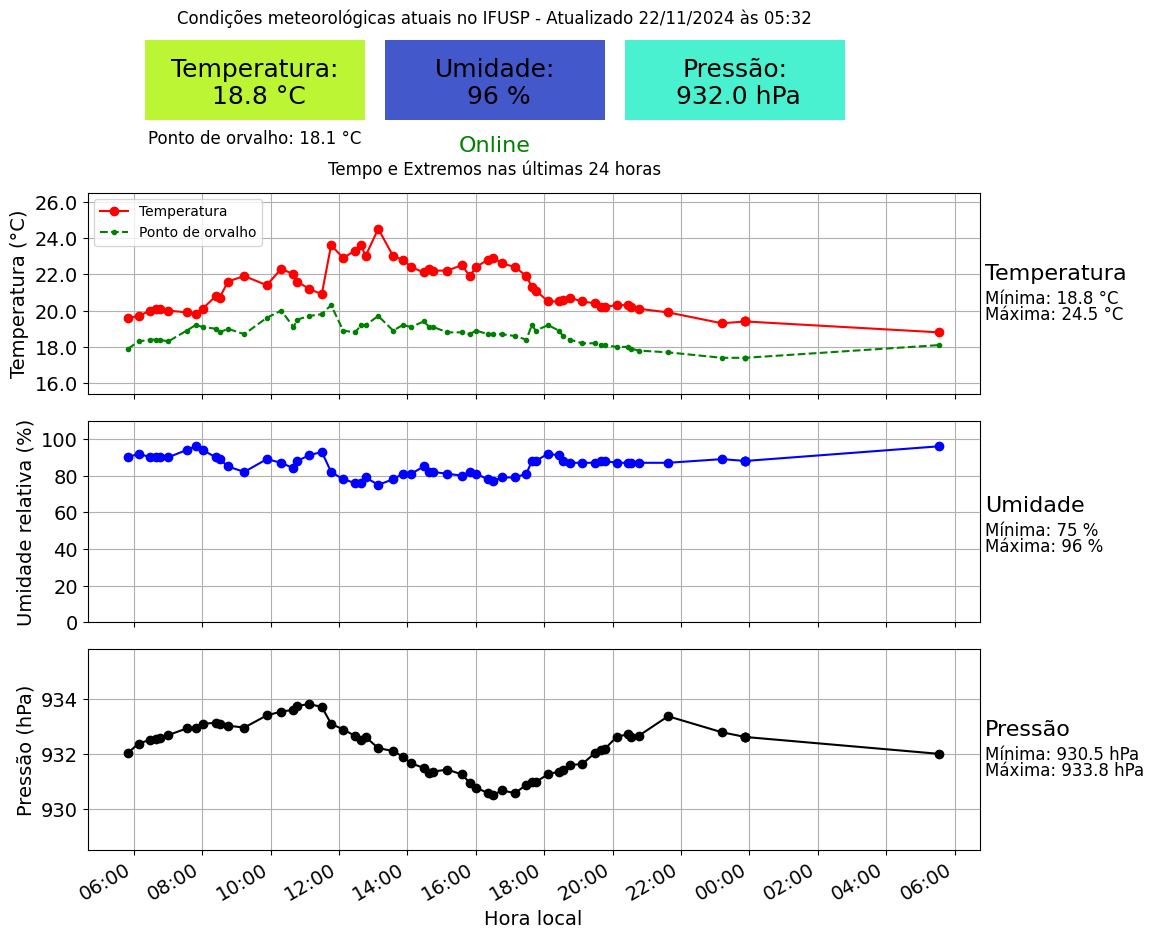 Condições meteorológicas atuais no IFUSP - Atualizado 22/11/2024 às 05:32
Temperatura:
18.8 °C
Umidade:
96 %
Pressão:
932.0 hPa
Ponto de orvalho: 18.1 °C
Online
Tempo e Extremos nas últimas 24 horas
Temperatura (°C)
26.0
24.0
22.0
20.0
18.0
16.0
Temperatura
Ponto de orvalho
Temperatura
Mínima: 18.8 °C
Máxima: 24.5 °C
Umidade relativa (%)
100
80
60
40
20
0
Umidade
Mínima: 75 %
Máxima: 96 %
Pressão (hPa)
934
932
930
Pressão
Mínima: 930.5 hPa
Máxima: 933.8 hPa
06:00 08:00 10:00 12:00 14:00 16:00 18:00 20:00 22:00 00:00 02:00 04:00 06:00
Hora local